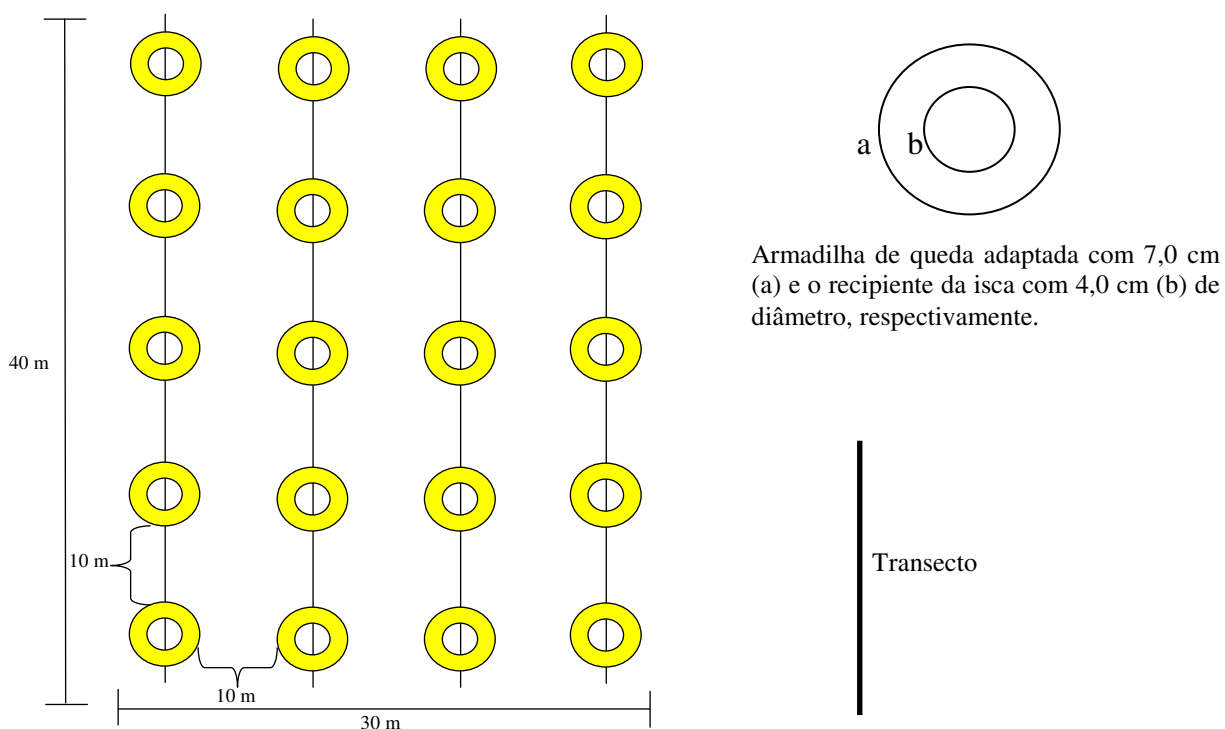 a
b
Armadilha de queda adaptada com 7,0 cm
(a) e o recipiente da isca com 4,0 cm (b) de
diâmetro, respectivamente.
40 m
10 m
Transecto
10 m
30 m